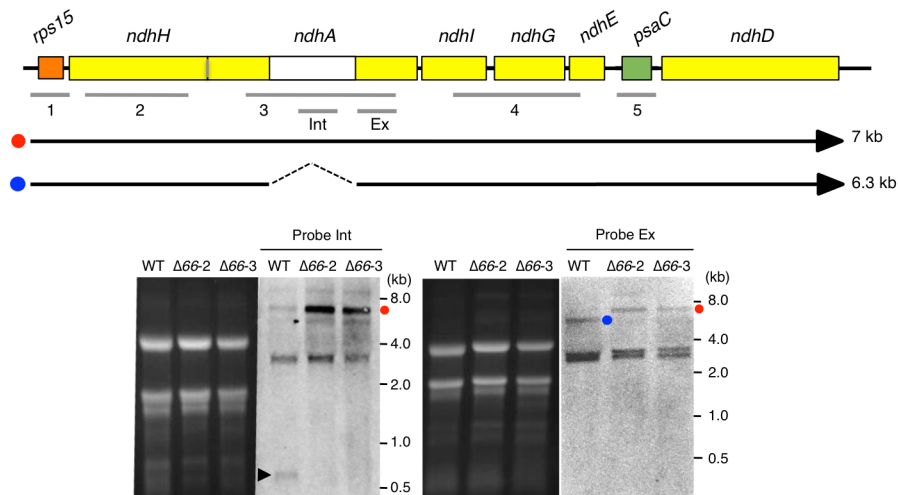 rps15 ndhH ndhA ndhI ndhG ndhE psaC ndhD
1 2 3 4 5
Int Ex
7 kb
6.3 kb
Probe Int Probe Ex
WT Δ66-2 Δ66-3 WT Δ66-2 Δ66-3 WT Δ66-2 Δ66-3 WT Δ66-2 Δ66-3
(kb) (kb)
8.0 8.0
4.0 4.0
2.0 2.0
1.0 1.0
0.5 0.5